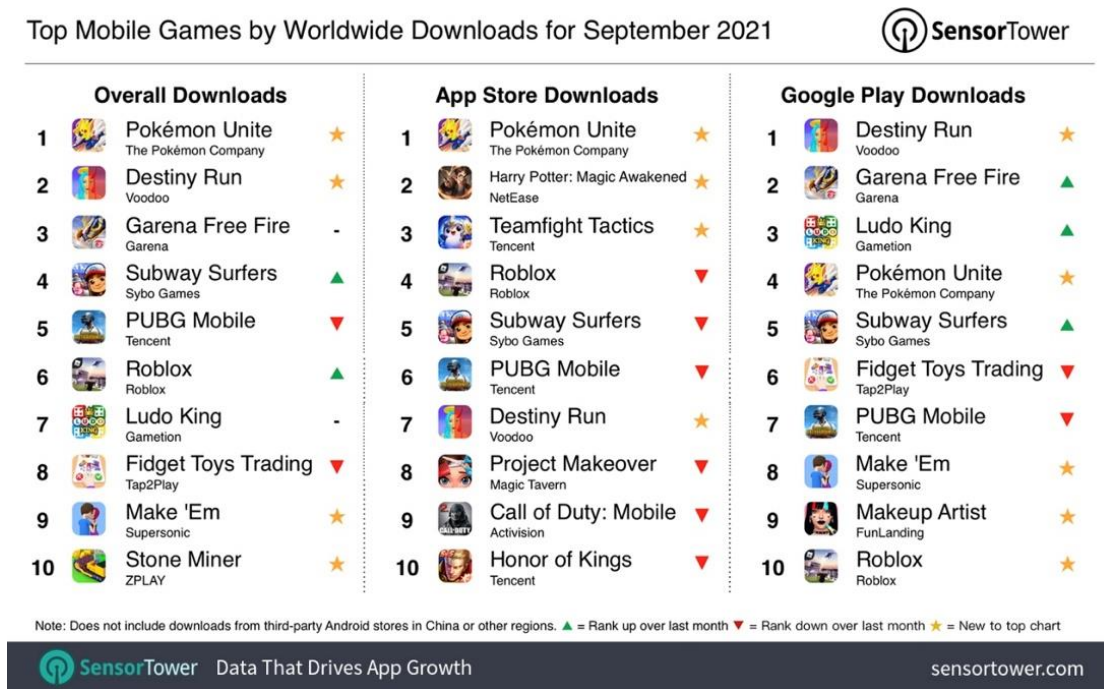 Top Mobile Games by Worldwide Downloads for September 2021
SensorTower
Overall Downloads
1 Pokémon Unite
The Pokémon Company
2 Destiny Run
Voodoo
3 Garena Free Fire -
Garena
4 Subway Surfers ▲
Sybo Games
5 PUBG Mobile ▼
Tencent
6 Roblox ▲
Roblox
7 Ludo King -
Gametion
8 Fidget Toys Trading ▼
Tap2Play
9 Make 'Em ★
Supersonic
10 Stone Miner ★
ZPLAY
App Store Downloads
1 Pokémon Unite ★
The Pokémon Company
2 Harry Potter: Magic Awakened ★
NetEase
3 Teamfight Tactics ★
Tencent
4 Roblox ▼
Roblox
5 Subway Surfers ▼
Sybo Games
6 PUBG Mobile ▼
Tencent
7 Destiny Run ★
Voodoo
8 Project Makeover ▼
Magic Tavern
9 Call of Duty: Mobile ▼
Activision
10 Honor of Kings ▼
Tencent
Google Play Downloads
1 Destiny Run ★
Voodoo
2 Garena Free Fire ▲
Garena
3 Ludo King ▲
Gametion
4 Pokémon Unite ★
The Pokémon Company
5 Subway Surfers ▲
Sybo Games
6 Fidget Toys Trading ▼
Tap2Play
7 PUBG Mobile ▼
Tencent
8 Make 'Em ★
Supersonic
9 Makeup Artist ★
FunLanding
10 Roblox ★
Roblox
Note: Does not include downloads from third-party Android stores in China or other regions. ▲ = Rank up over last month ▼ = Rank down over last month ★ = New to top chart
SensorTower Data That Drives App Growth
sensortower.com